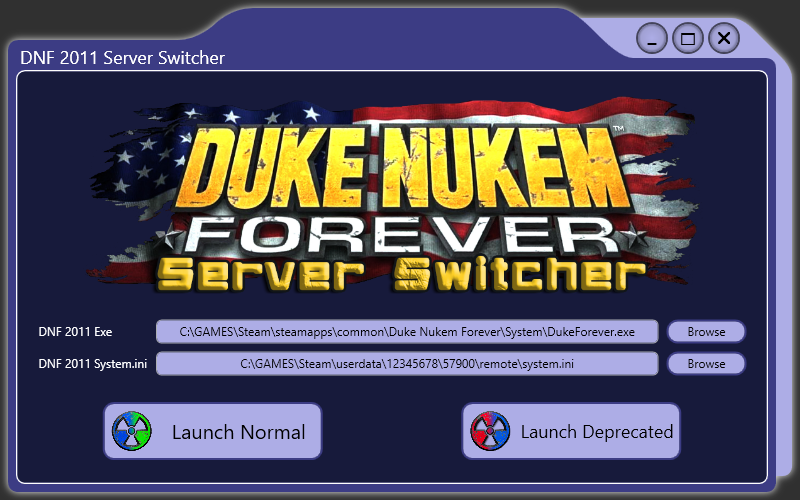 DNF 2011 Server Switcher
DUKE NUKEM™
FOREVER
Server Switcher
DNF 2011 Exe C:\GAMES\Steam\steamapps\common\Duke Nukem Forever\System\DukeForever.exe Browse
DNF 2011 System.ini C:\GAMES\Steam\userdata\12345678\57900\remote\system.ini Browse
Launch Normal Launch Deprecated